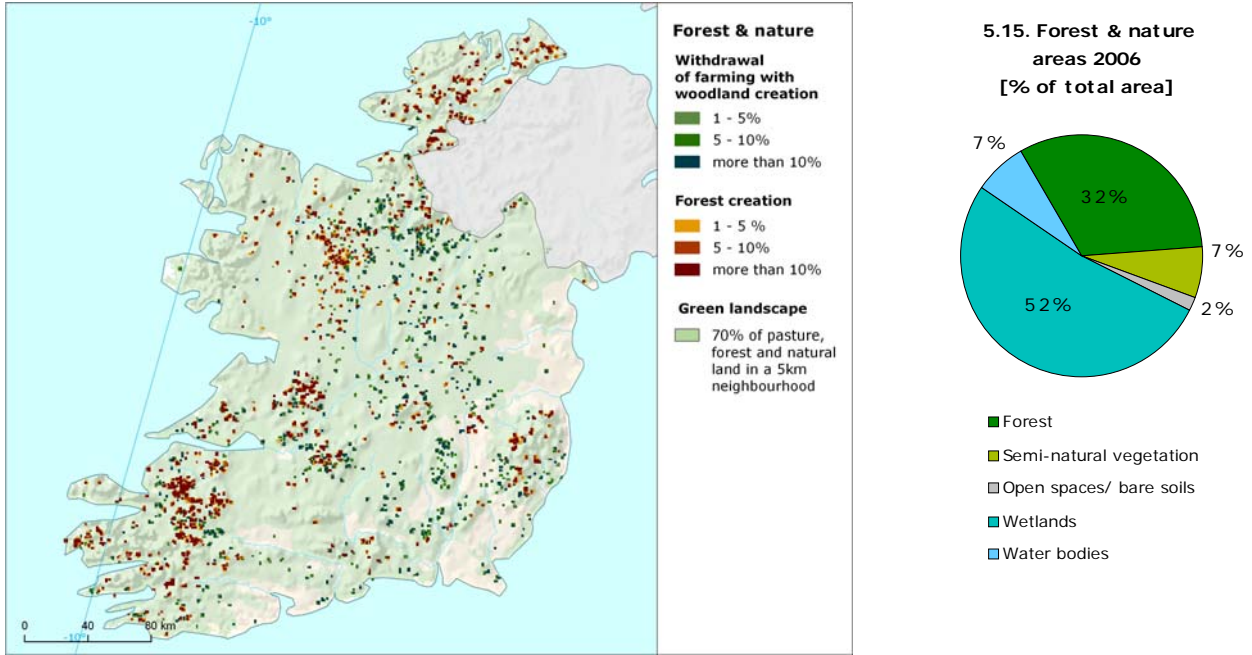 -10°
-10°
0 40 80 km
Forest & nature
Withdrawal
of farming with
woodland creation
1 - 5%
5 - 10%
more than 10%
Forest creation
1 - 5 %
5 - 10%
more than 10%
Green landscape
70% of pasture,
forest and natural
land in a 5km
neighbourhood
5.15. Forest & nature
areas 2006
[% of total area]
7%
32%
7%
2%
52%
Forest
Semi-natural vegetation
Open spaces/ bare soils
Wetlands
Water bodies